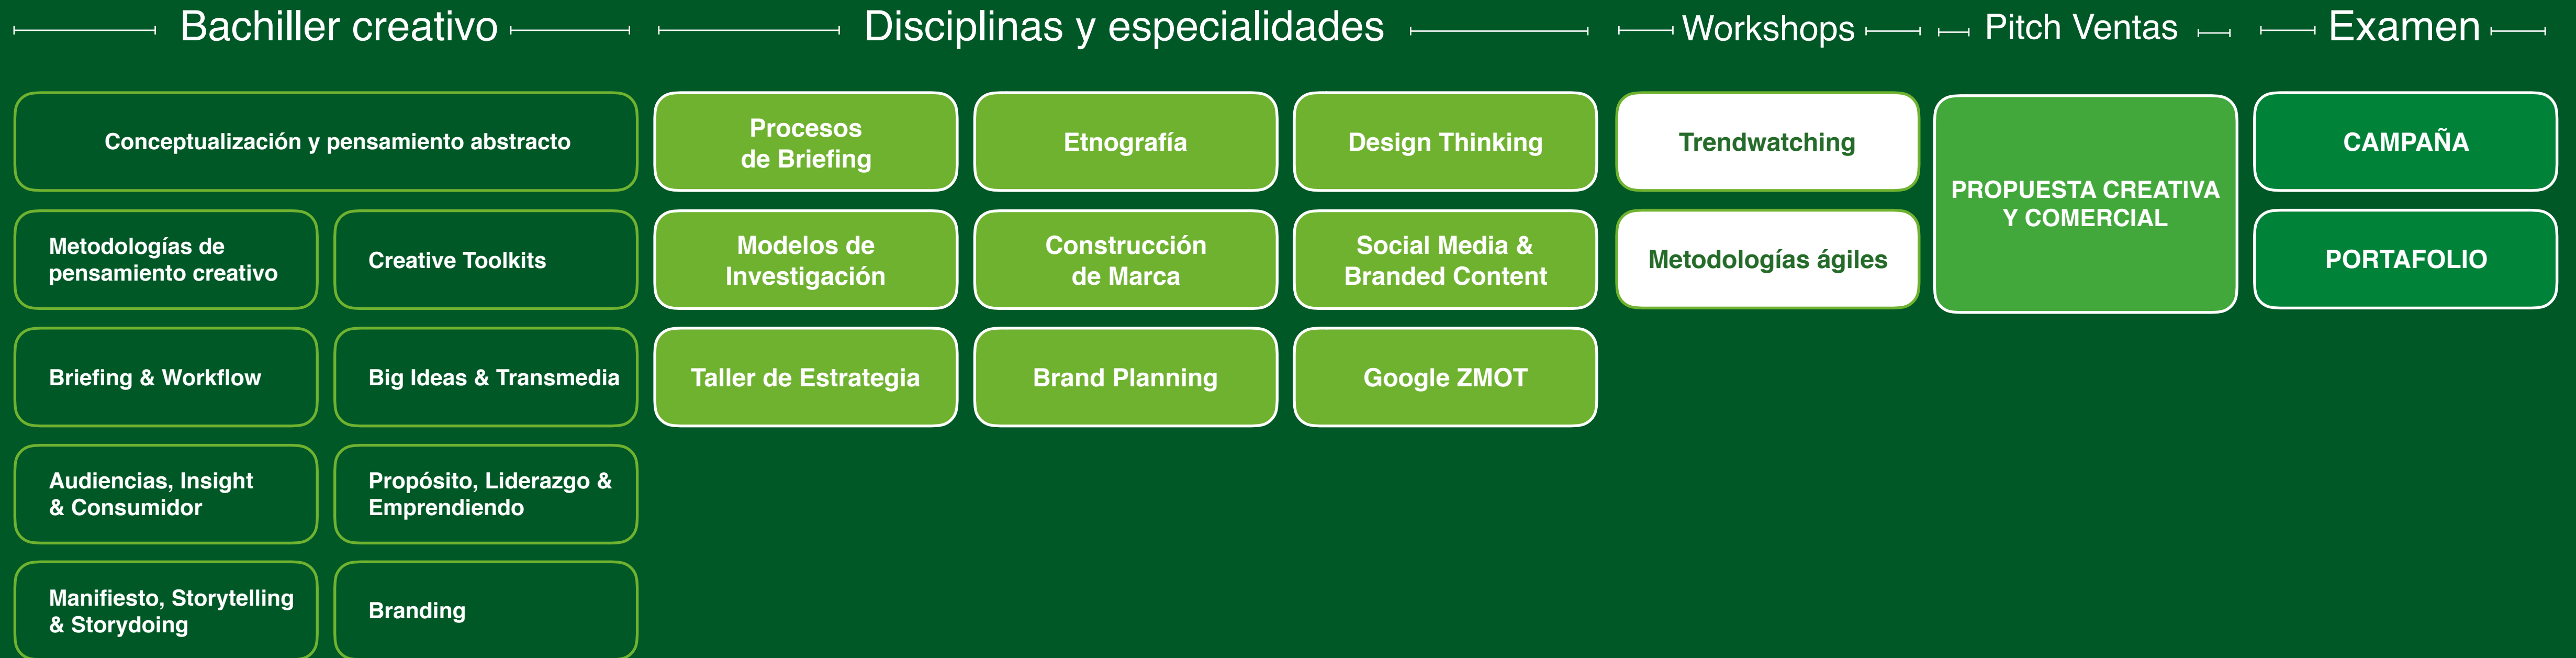 Bachiller creativo
Disciplinas y especialidades
Workshops
Pitch Ventas
Examen
Conceptualización y pensamiento abstracto
Metodologías de
pensamiento creativo
Creative Toolkits
Briefing & Workflow
Big Ideas & Transmedia
Audiencias, Insight
& Consumidor
Propósito, Liderazgo &
Emprendiendo
Manifiesto, Storytelling
& Storydoing
Branding
Procesos
de Briefing
Etnografía
Design Thinking
Modelos de
Investigación
Construcción
de Marca
Social Media &
Branded Content
Taller de Estrategia
Brand Planning
Google ZMOT
Trendwatching
Metodologías ágiles
PROPUESTA CREATIVA
Y COMERCIAL
CAMPAÑA
PORTAFOLIO